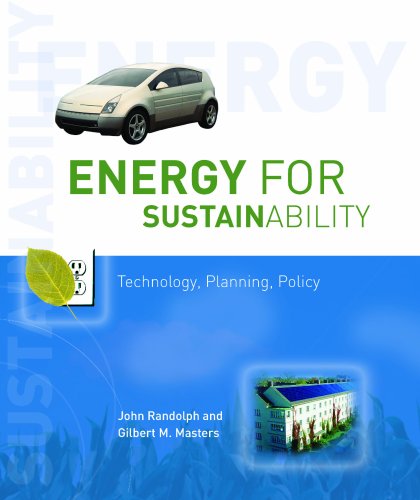 ENERGY
SUSTAINABILITY
ENERGY FOR
SUSTAINABILITY
Technology, Planning, Policy
John Randolph and
Gilbert M. Masters